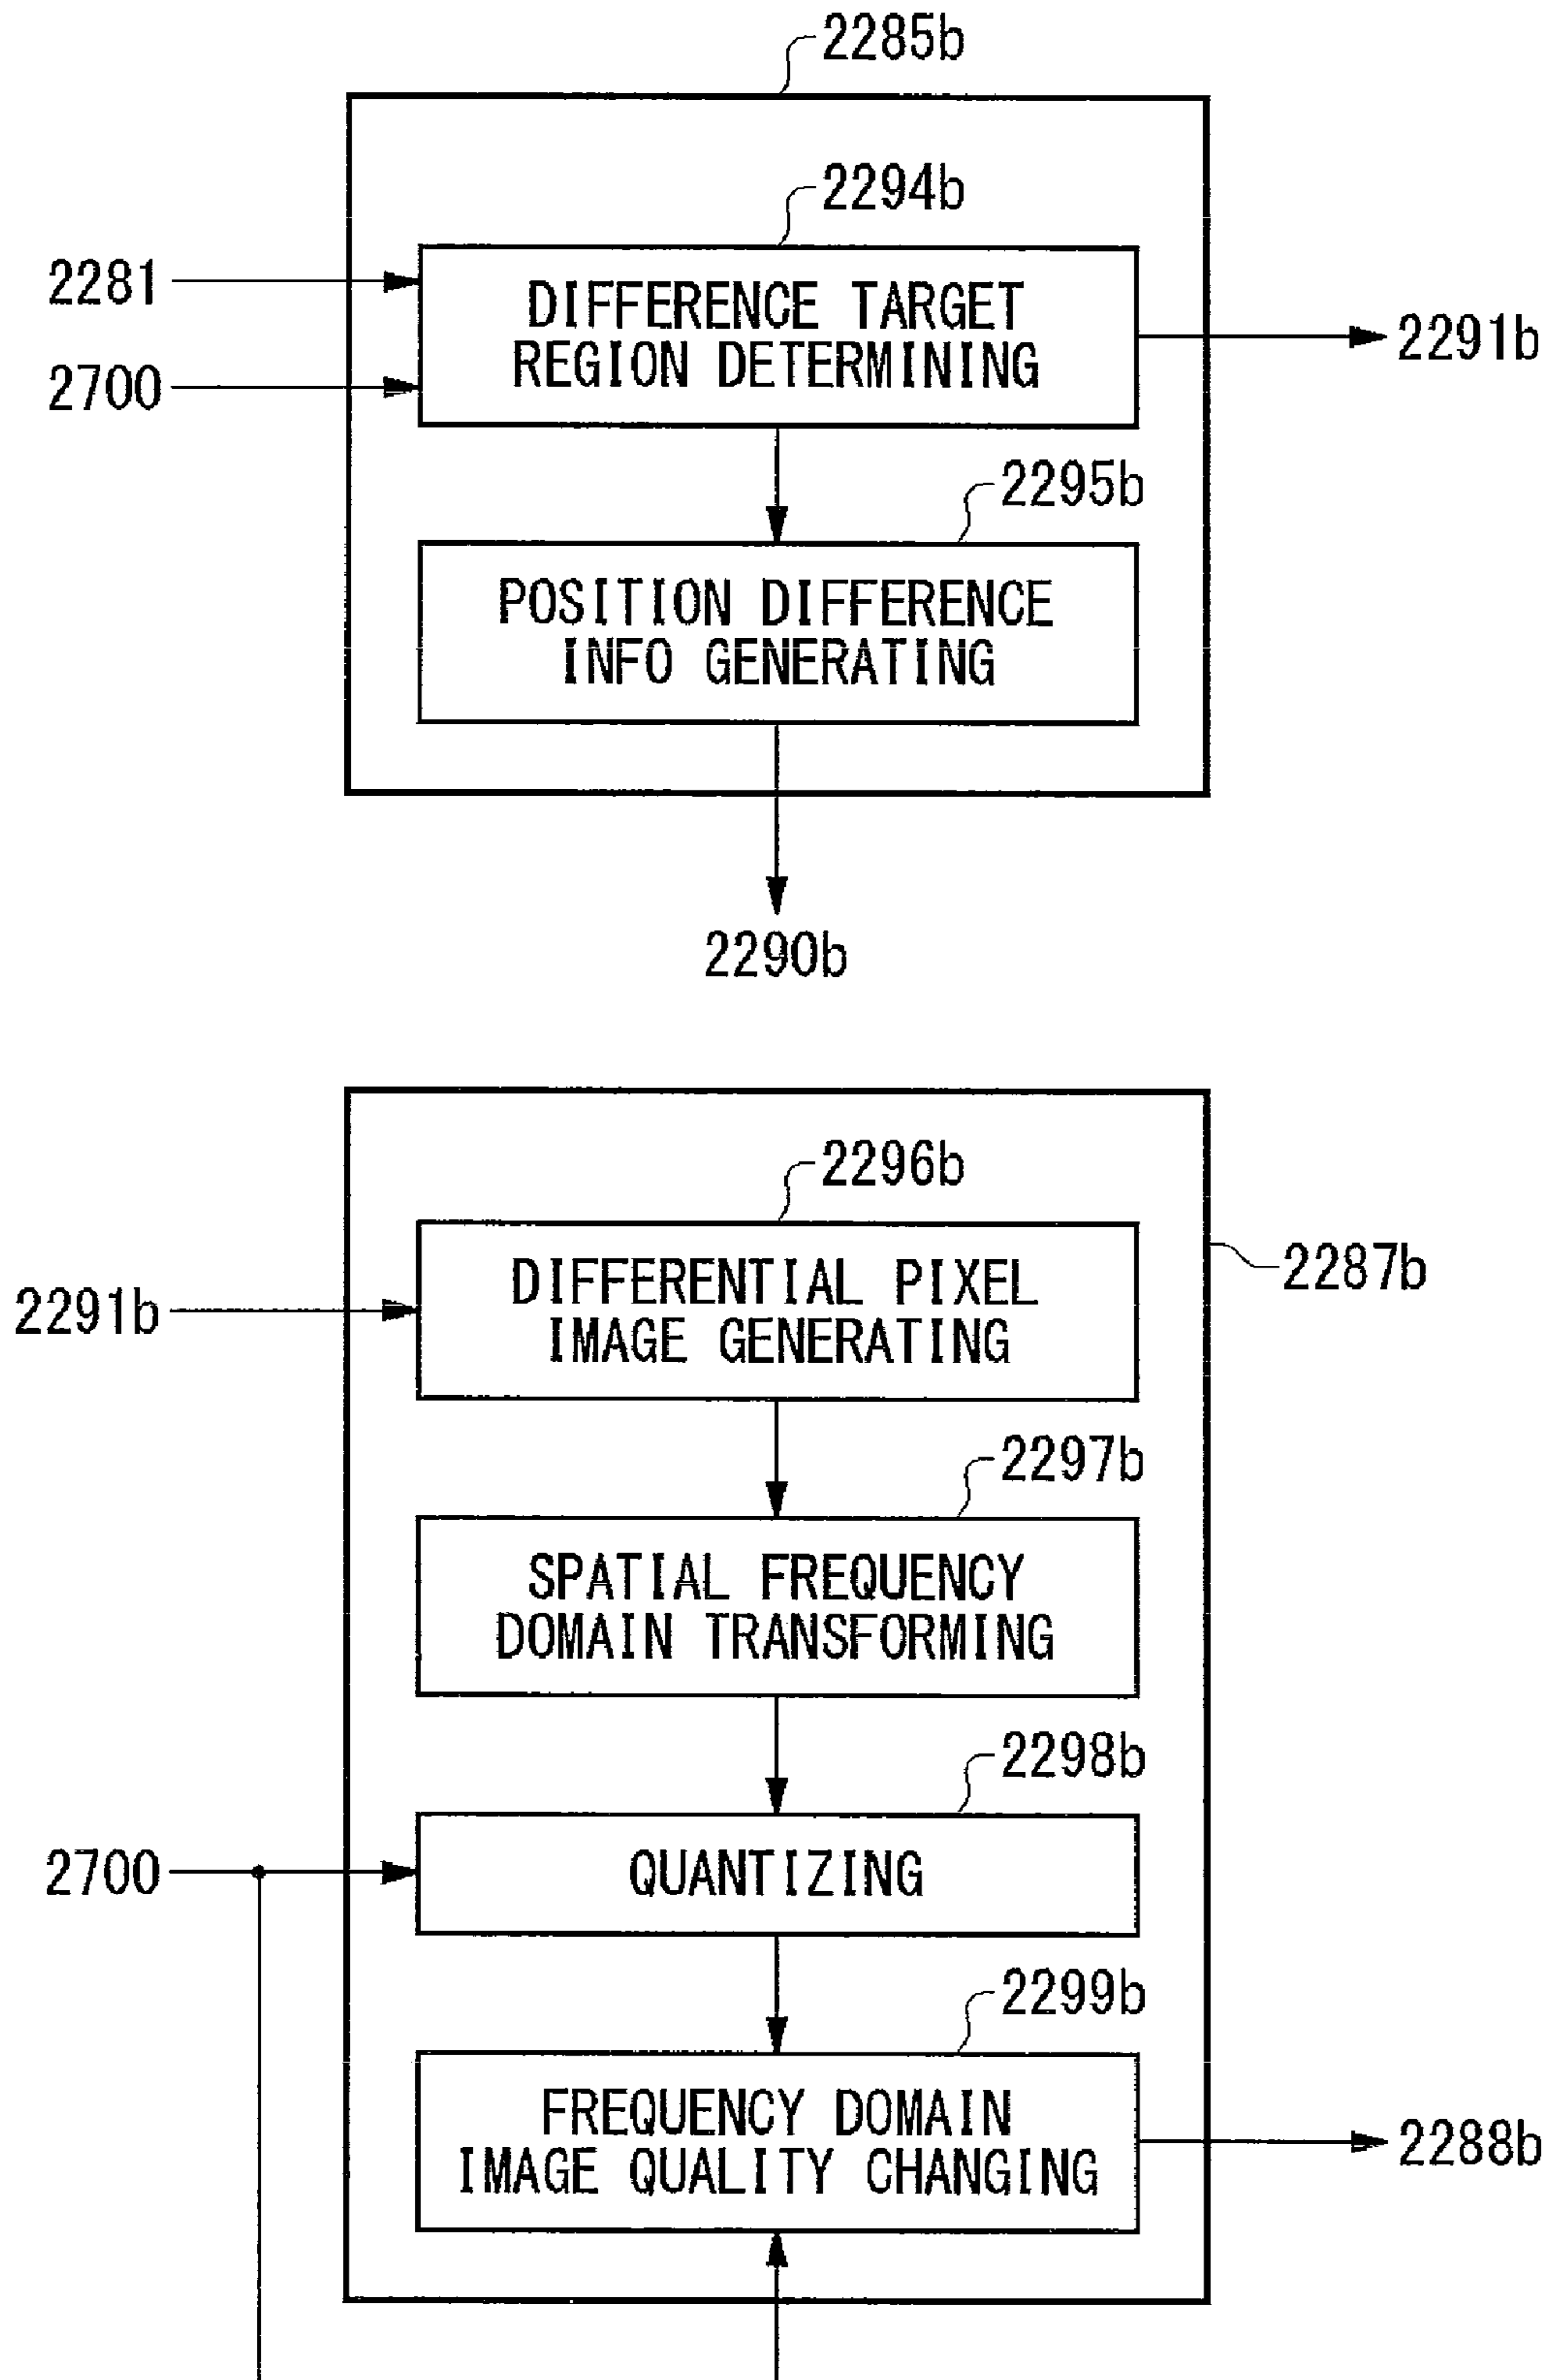 2285b
2294b
2281
DIFFERENCE TARGET
REGION DETERMINING
2291b
2700
2295b
POSITION DIFFERENCE
INFO GENERATING
2290b
2296b
2287b
DIFFERENTIAL PIXEL
IMAGE GENERATING
2291b
2297b
SPATIAL FREQUENCY
DOMAIN TRANSFORMING
2298b
2700
QUANTIZING
2299b
FREQUENCY DOMAIN
IMAGE QUALITY CHANGING
2288b